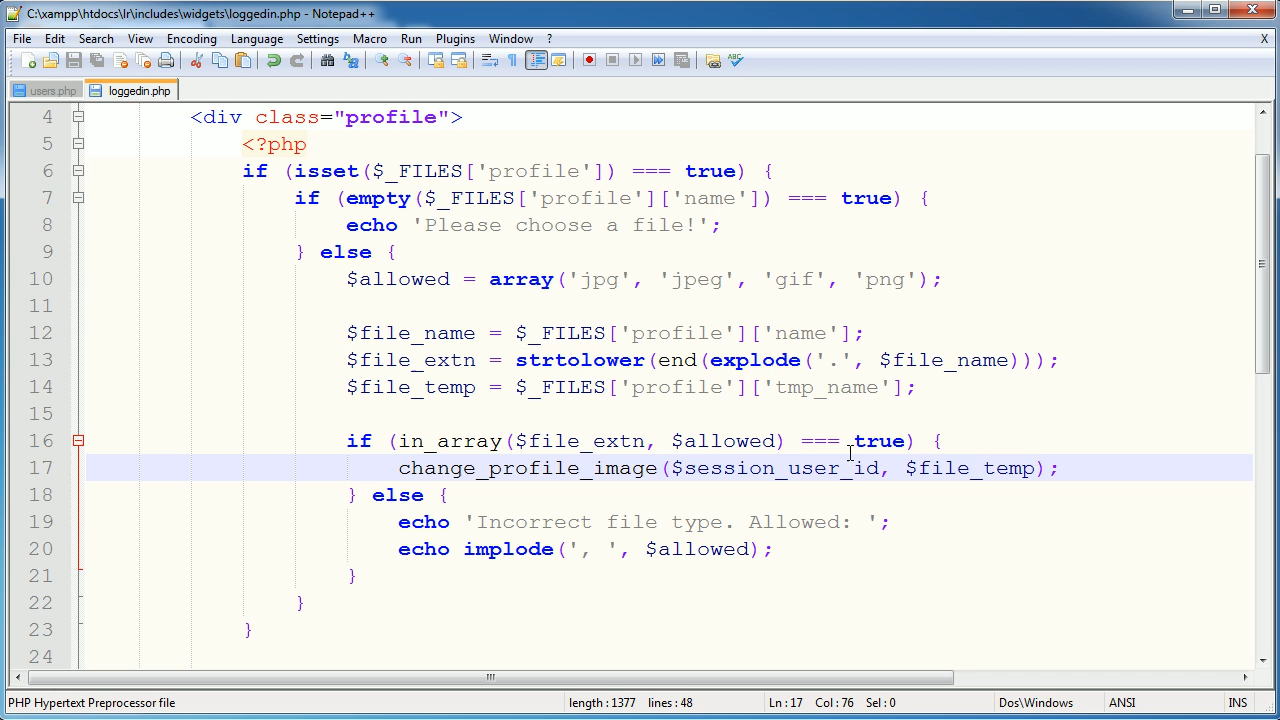 C:\xampp\htdocs\lr\includes\widgets\loggedin.php - Notepad++
File Edit Search View Encoding Language Settings Macro Run Plugins Window ? X
users.php loggedin.php
4 <div class="profile">
5 <?php
6 if (isset($_FILES['profile']) === true) {
7 if (empty($_FILES['profile']['name']) === true) {
8 echo 'Please choose a file!';
9 } else {
10 $allowed = array('jpg', 'jpeg', 'gif', 'png');
11
12 $file_name = $_FILES['profile']['name'];
13 $file_extn = strtolower(end(explode('.', $file_name)));
14 $file_temp = $_FILES['profile']['tmp_name'];
15
16 if (in_array($file_extn, $allowed) === true) {
17 change_profile_image($session_user_id, $file_temp);
18 } else {
19 echo 'Incorrect file type. Allowed: ';
20 echo implode(', ', $allowed);
21 }
22 }
23 }
24
PHP Hypertext Preprocessor file length : 1377 lines : 48 Ln : 17 Col : 76 Sel : 0 Dos\Windows ANSI INS